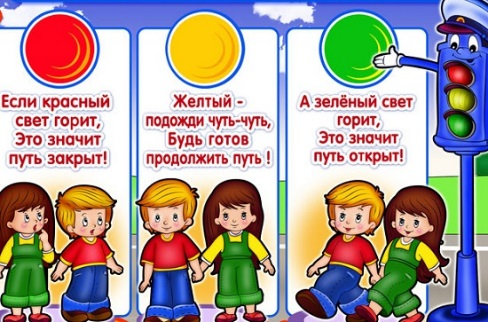 Если красный
свет горит,
Это значит
путь закрыт!
Желтый -
подожди чуть-чуть,
Будь готов
продолжить путь !
А зелёный свет
горит,
Это значит
путь открыт!